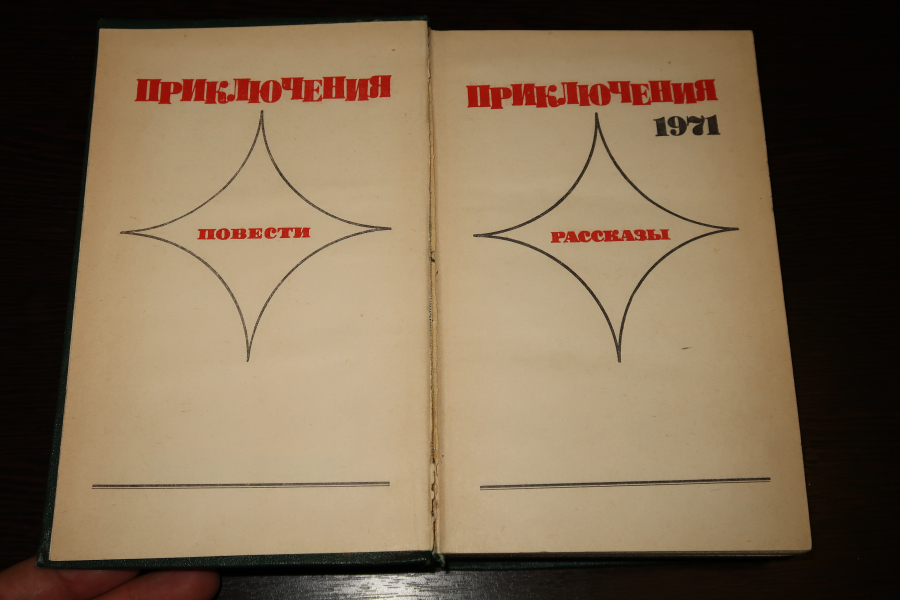 ПРИКЛЮЧЕНИЯ
ПОВЕСТИ
ПРИКЛЮЧЕНИЯ
1971
РАССКАЗЫ